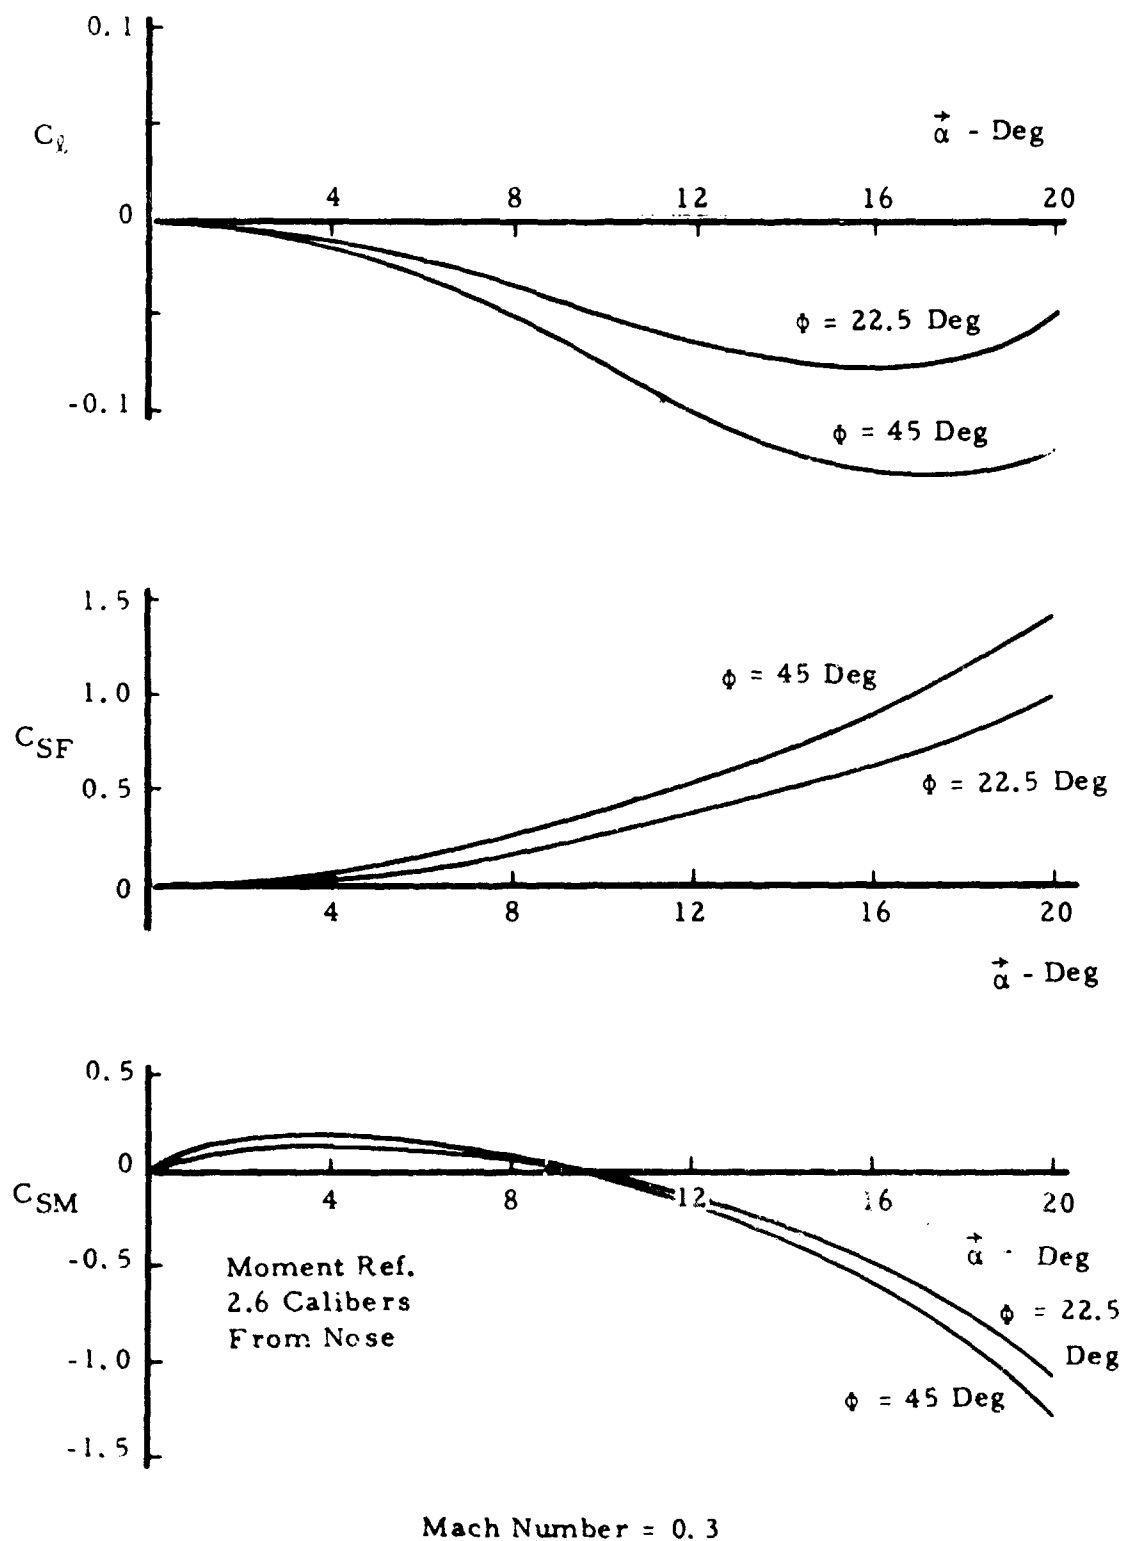 0.1
C_ℓ
α⃗ - Deg
0
4 8 12 16 20
Φ = 22.5 Deg
-0.1
Φ = 45 Deg
1.5
1.0
Φ = 45 Deg
C_SF
0.5
Φ = 22.5 Deg
0
4 8 12 16 20
α⃗ - Deg
0.5
0
C_SM
4 8 12 16 20
-0.5
α⃗ - Deg
Moment Ref.
2.6 Calibers
From Nose
Φ = 22.5
Deg
-1.0
Φ = 45 Deg
-1.5
Mach Number = 0.3